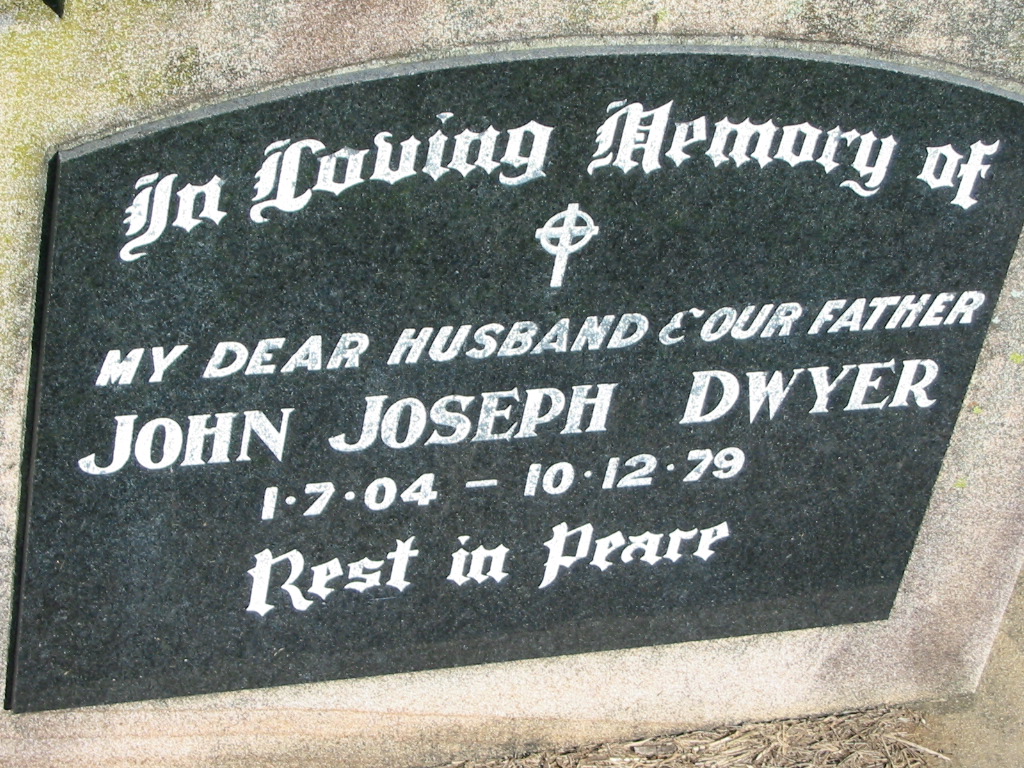 In Loving Memory of
MY DEAR HUSBAND & OUR FATHER
JOHN JOSEPH DWYER
1·7·04 – 10·12·79
Rest in Peace